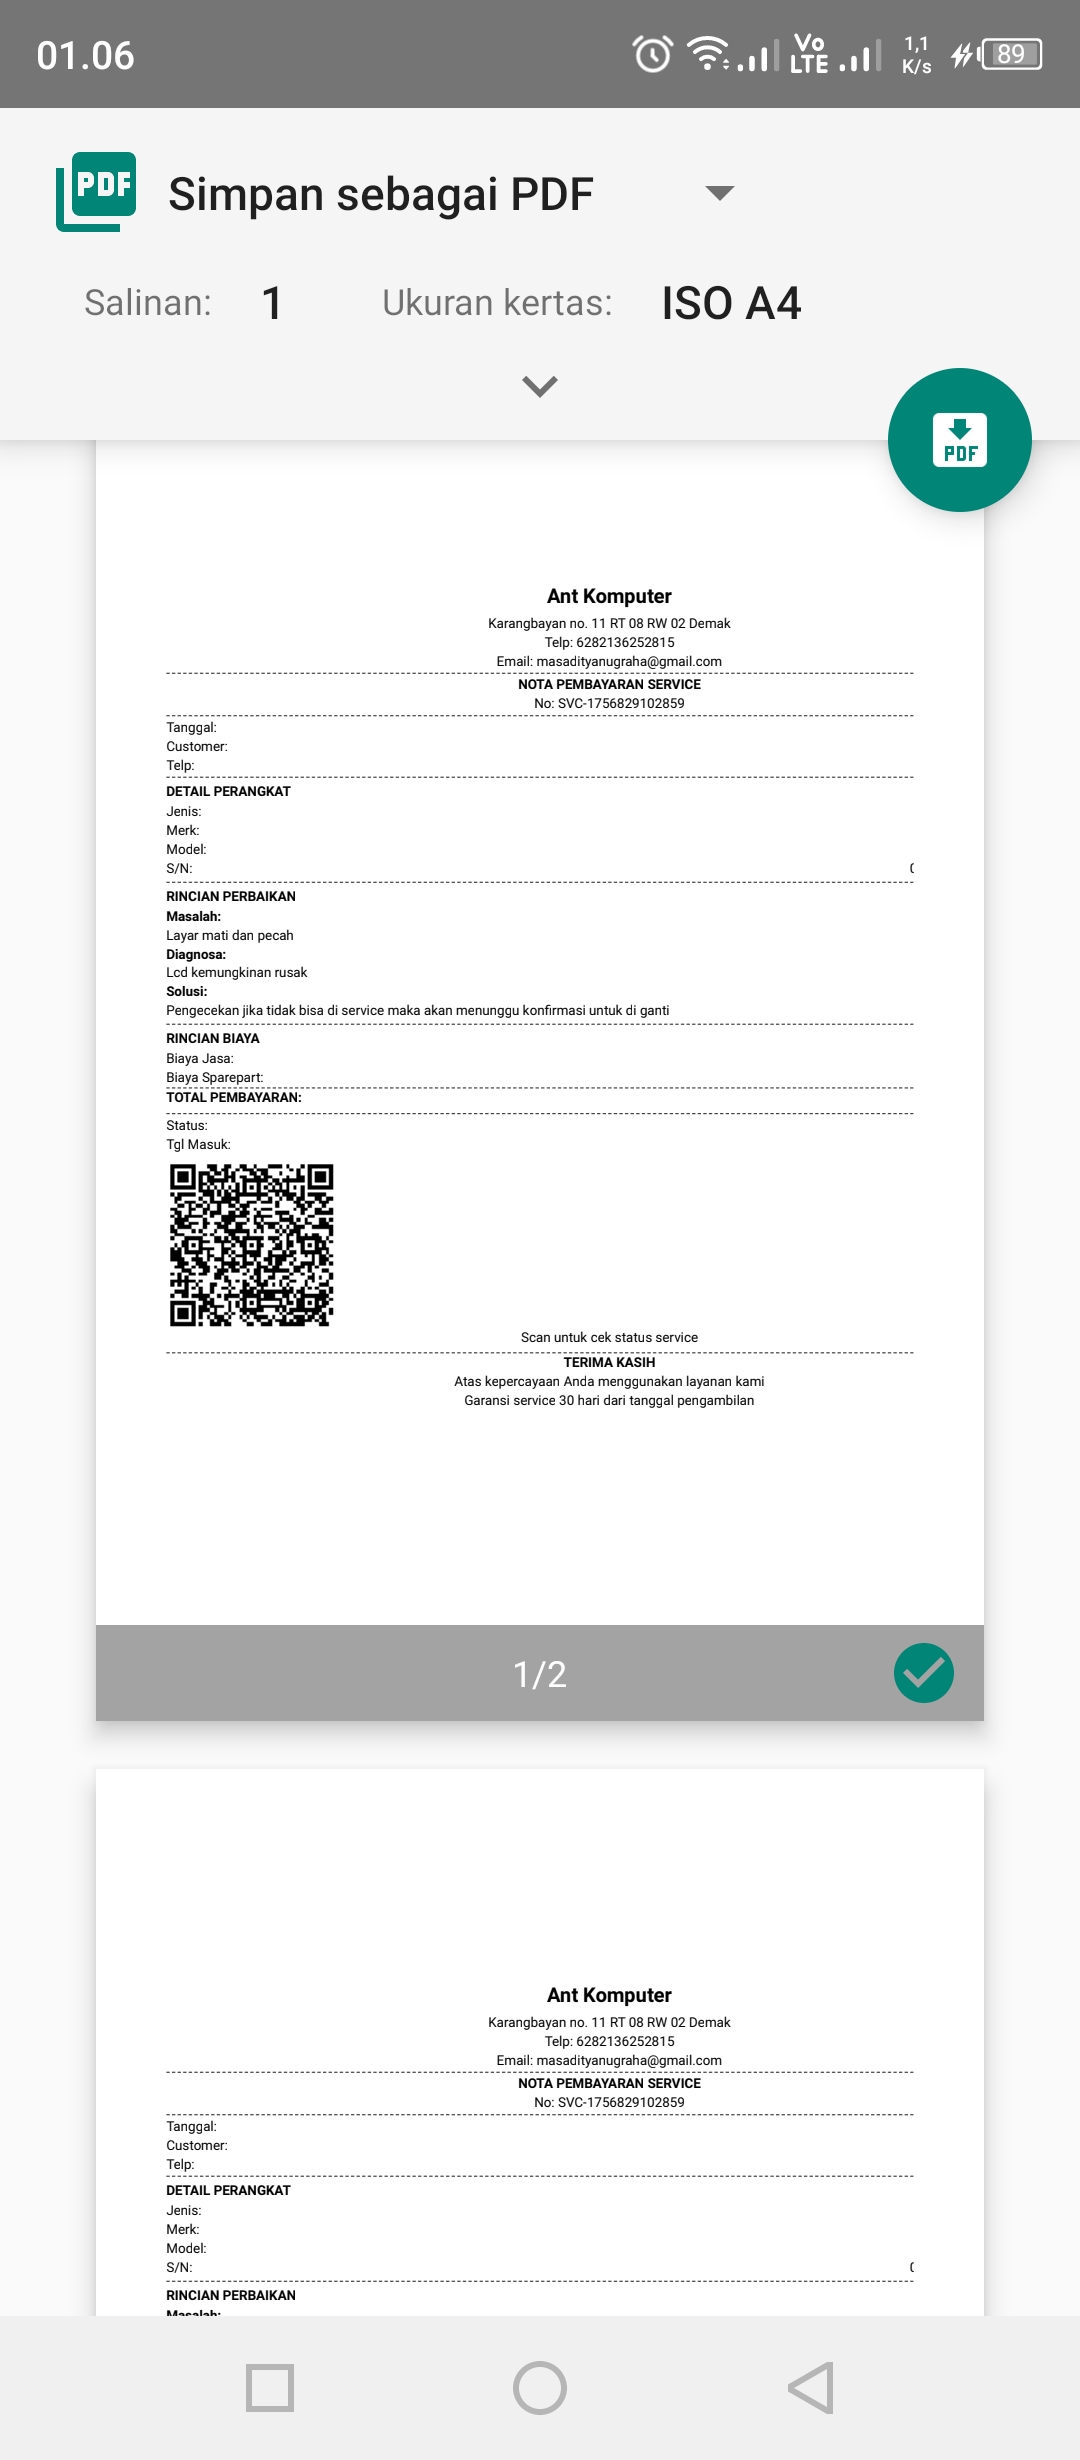 01.06
Vo LTE
1,1 K/s
89
PDF
Simpan sebagai PDF
Salinan: 1 Ukuran kertas: ISO A4
PDF
Ant Komputer
Karangbayan no. 11 RT 08 RW 02 Demak
Telp: 6282136252815
Email: masadityanugraha@gmail.com
NOTA PEMBAYARAN SERVICE
No: SVC-1756829102859
Tanggal:
Customer:
Telp:
DETAIL PERANGKAT
Jenis:
Merk:
Model:
S/N:
RINCIAN PERBAIKAN
Masalah:
Layar mati dan pecah
Diagnosa:
Lcd kemungkinan rusak
Solusi:
Pengecekan jika tidak bisa di service maka akan menunggu konfirmasi untuk di ganti
RINCIAN BIAYA
Biaya Jasa:
Biaya Sparepart:
TOTAL PEMBAYARAN:
Status:
Tgl Masuk:
Scan untuk cek status service
TERIMA KASIH
Atas kepercayaan Anda menggunakan layanan kami
Garansi service 30 hari dari tanggal pengambilan
1/2
Ant Komputer
Karangbayan no. 11 RT 08 RW 02 Demak
Telp: 6282136252815
Email: masadityanugraha@gmail.com
NOTA PEMBAYARAN SERVICE
No: SVC-1756829102859
Tanggal:
Customer:
Telp:
DETAIL PERANGKAT
Jenis:
Merk:
Model:
S/N:
RINCIAN PERBAIKAN
Masalah: